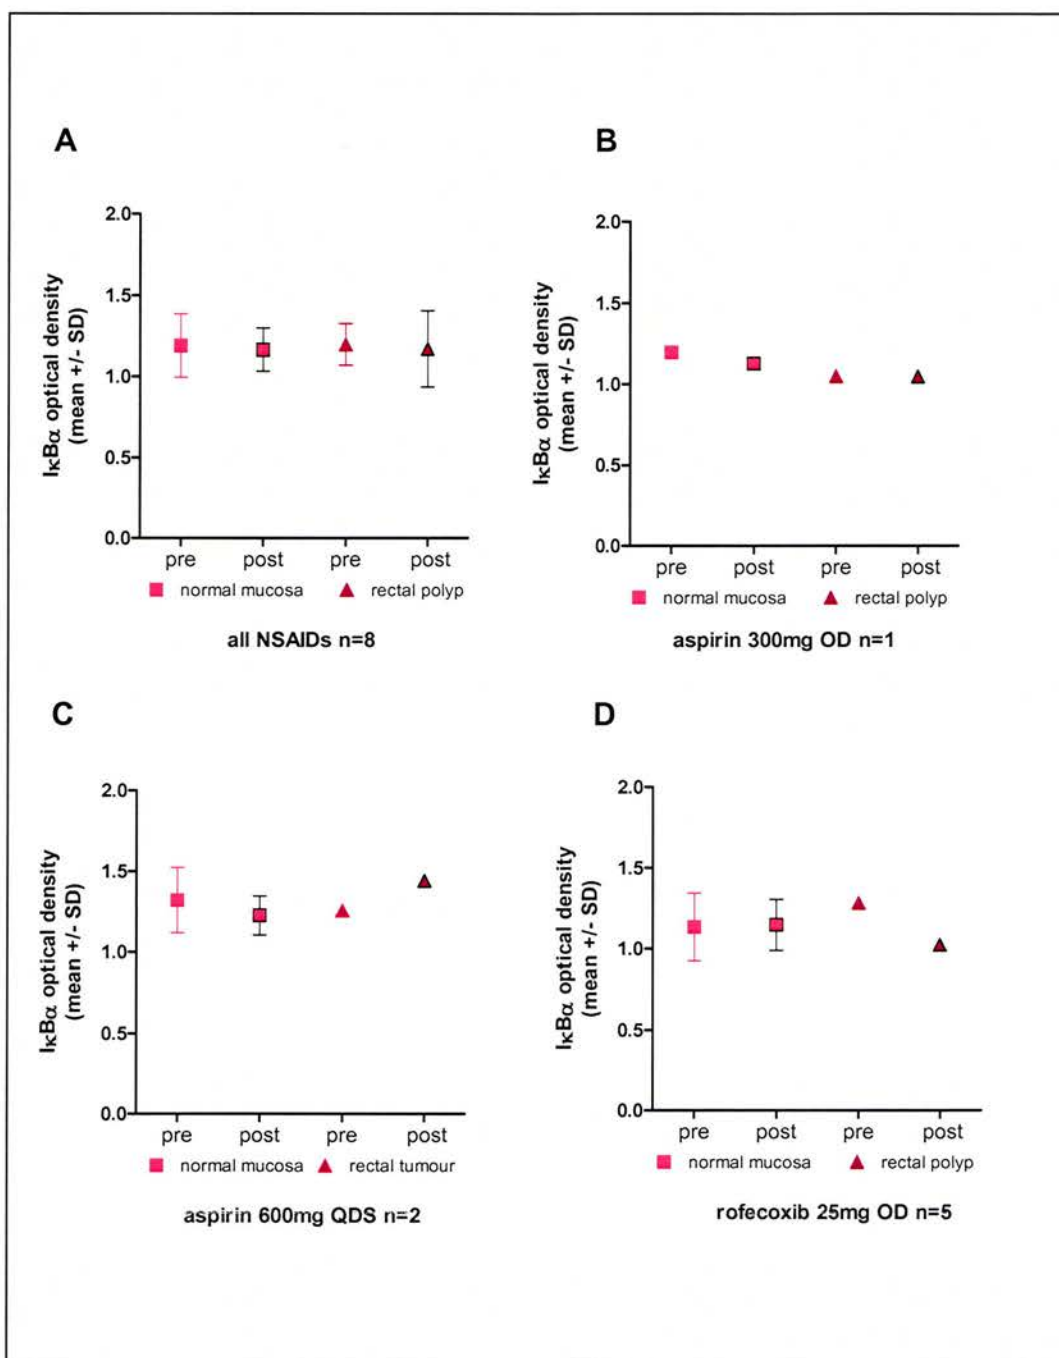 A
IκBα optical density
(mean +/- SD)
2.0
1.5
1.0
0.5
0.0
pre post pre post
normal mucosa rectal polyp
all NSAIDs n=8
B
IκBα optical density
(mean +/- SD)
2.0
1.5
1.0
0.5
0.0
pre post pre post
normal mucosa rectal polyp
aspirin 300mg OD n=1
C
IκBα optical density
(mean +/- SD)
2.0
1.5
1.0
0.5
0.0
pre post pre post
normal mucosa rectal tumour
aspirin 600mg QDS n=2
D
IκBα optical density
(mean +/- SD)
2.0
1.5
1.0
0.5
0.0
pre post pre post
normal mucosa rectal polyp
rofecoxib 25mg OD n=5